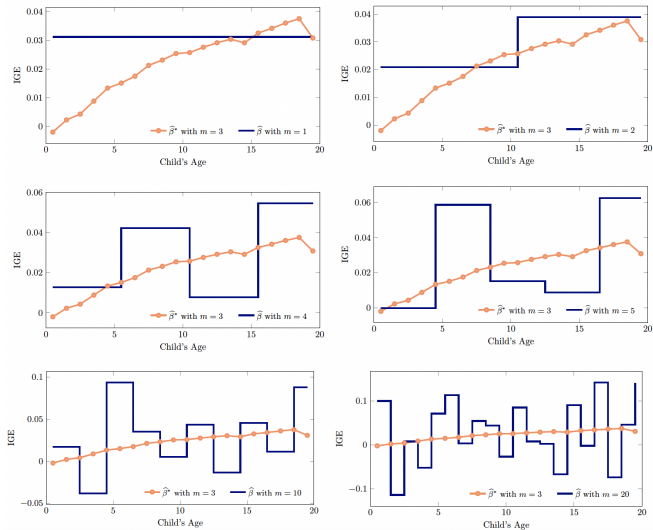 0.04
0.03
0.02
0.01
0
IGE
0 5 10 15 20
Child's Age
β̂* with m = 3 β̂ with m = 1
0.04
0.03
0.02
0.01
0
IGE
0 5 10 15 20
Child's Age
β̂* with m = 3 β̂ with m = 2
0.06
0.04
0.02
0
IGE
0 5 10 15 20
Child's Age
β̂* with m = 3 β̂ with m = 4
0.06
0.04
0.02
0
IGE
0 5 10 15 20
Child's Age
β̂* with m = 3 β̂ with m = 5
0.1
0.05
0
−0.05
IGE
0 5 10 15 20
Child's Age
β̂* with m = 3 β̂ with m = 10
0.1
0
−0.1
IGE
0 5 10 15 20
Child's Age
β̂* with m = 3 β̂ with m = 20